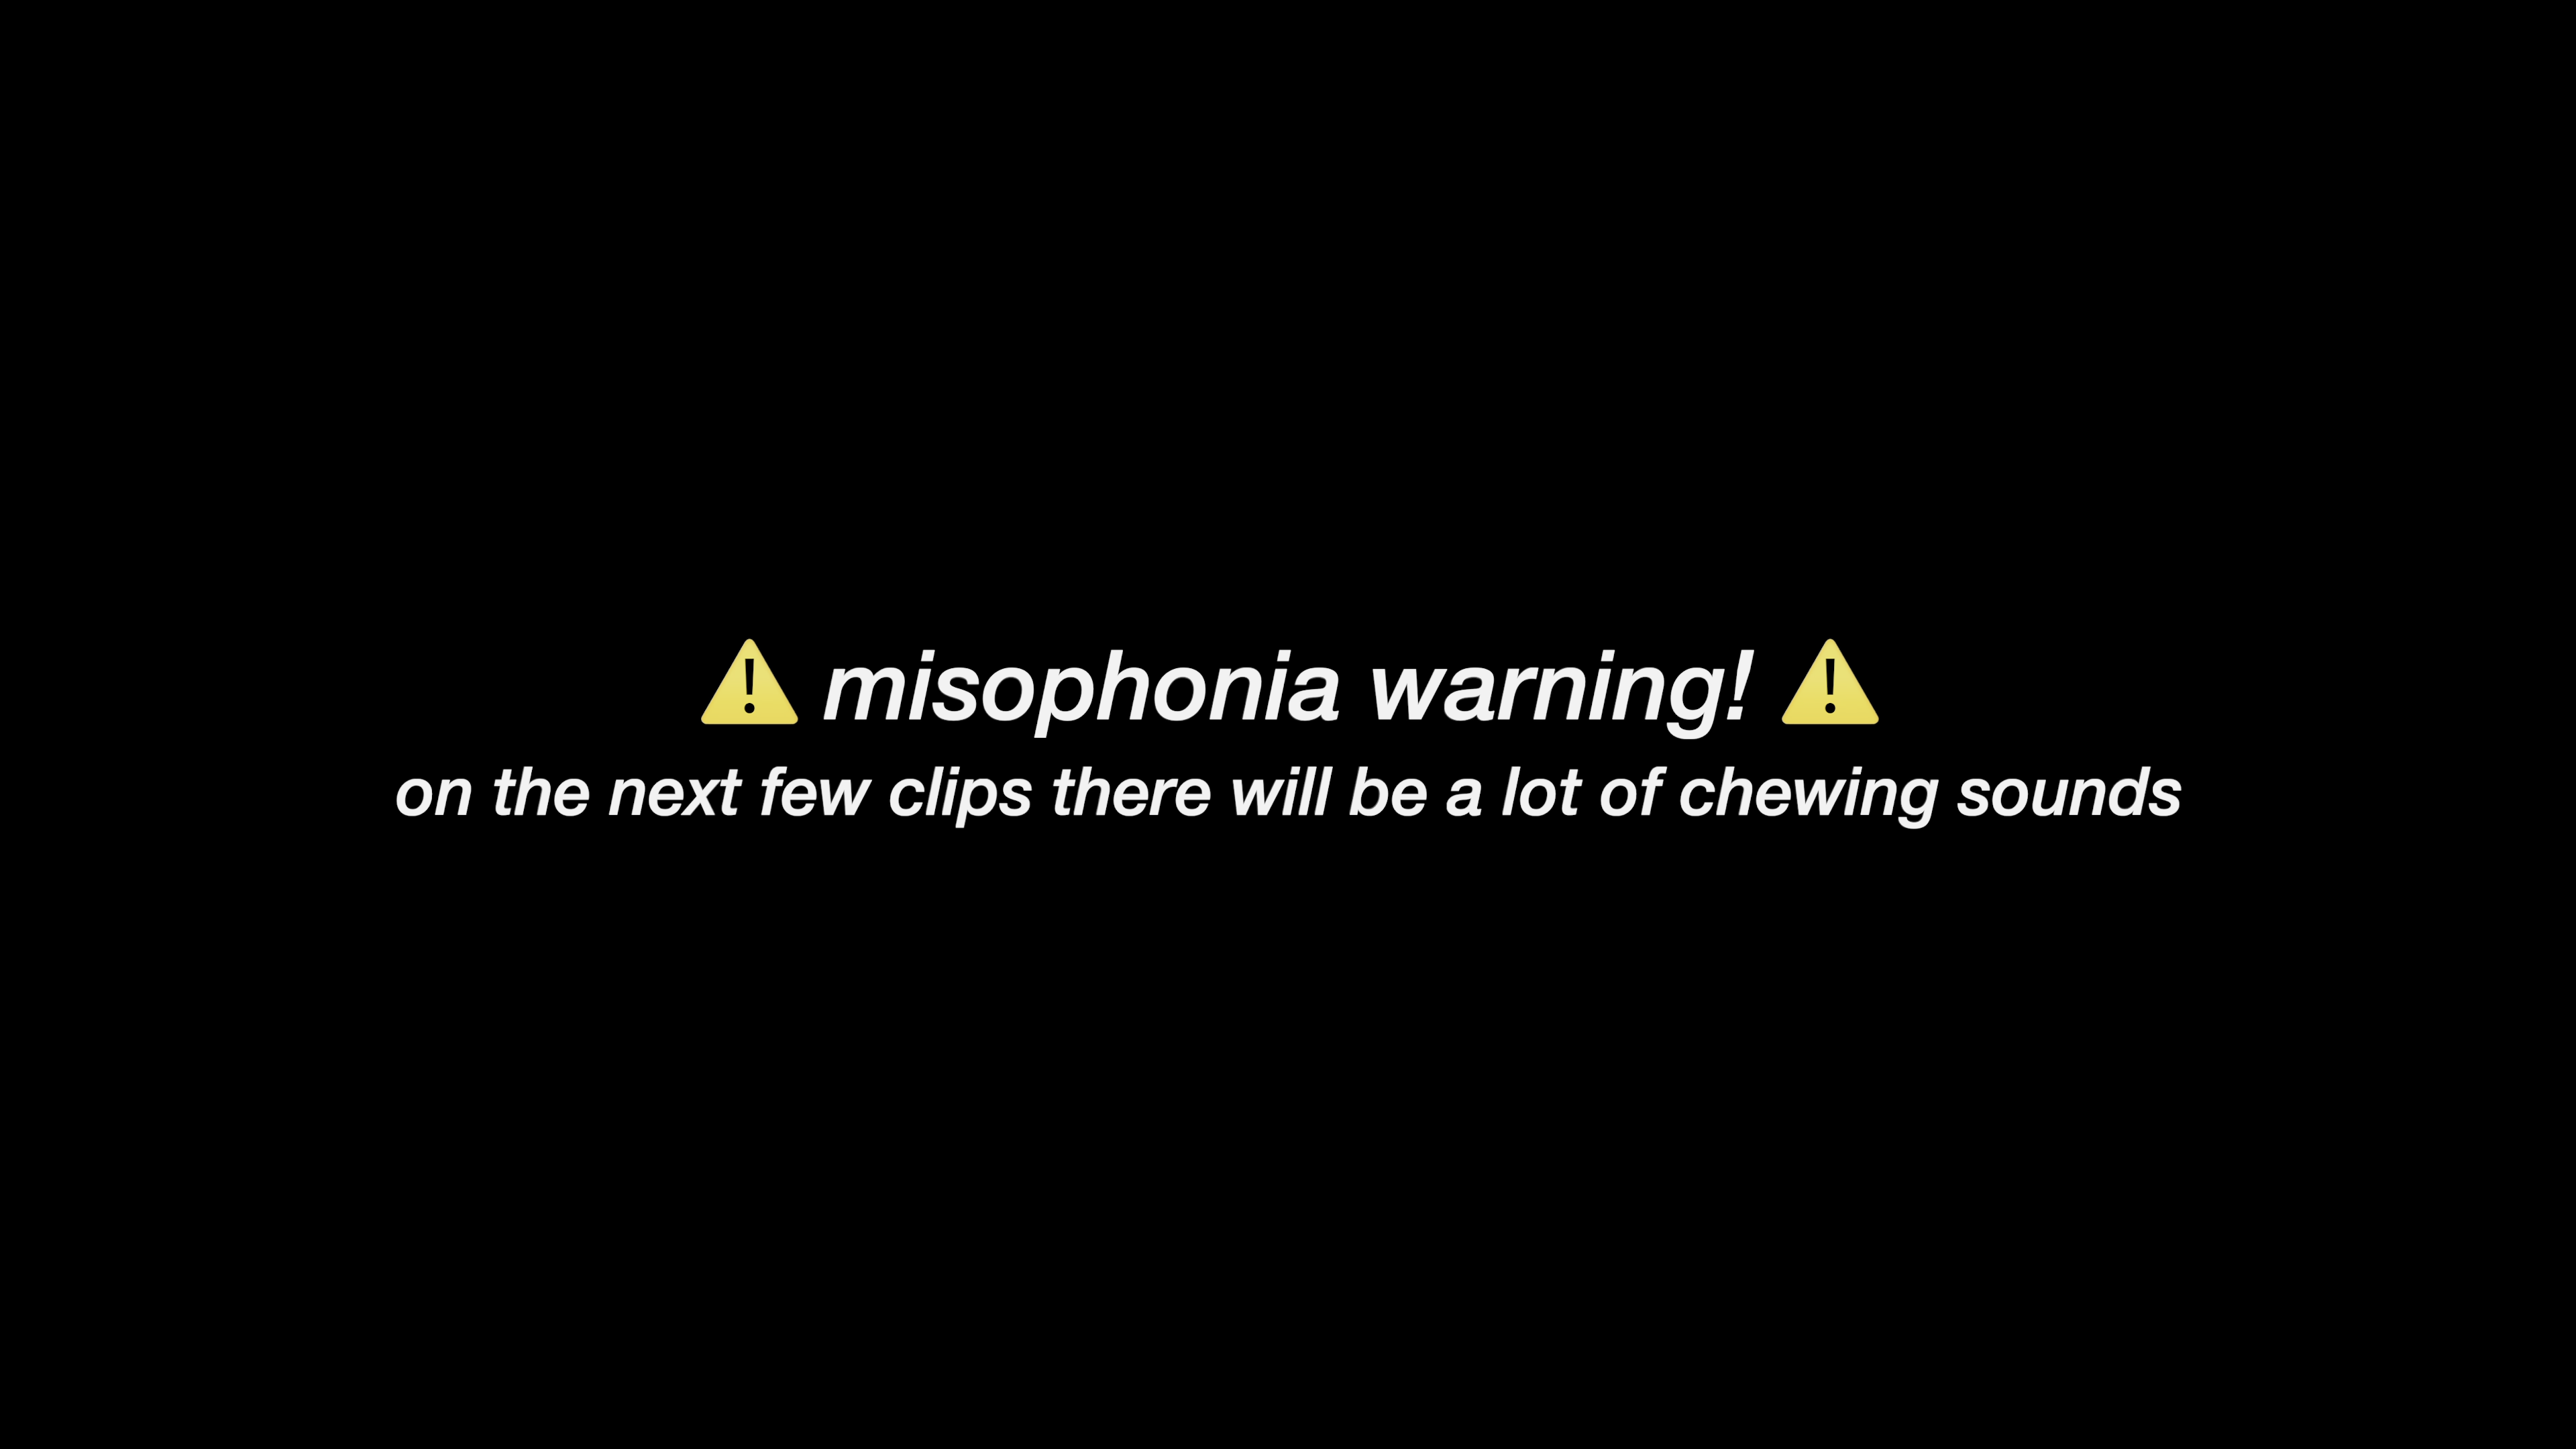 ⚠️ misophonia warning! ⚠️
on the next few clips there will be a lot of chewing sounds